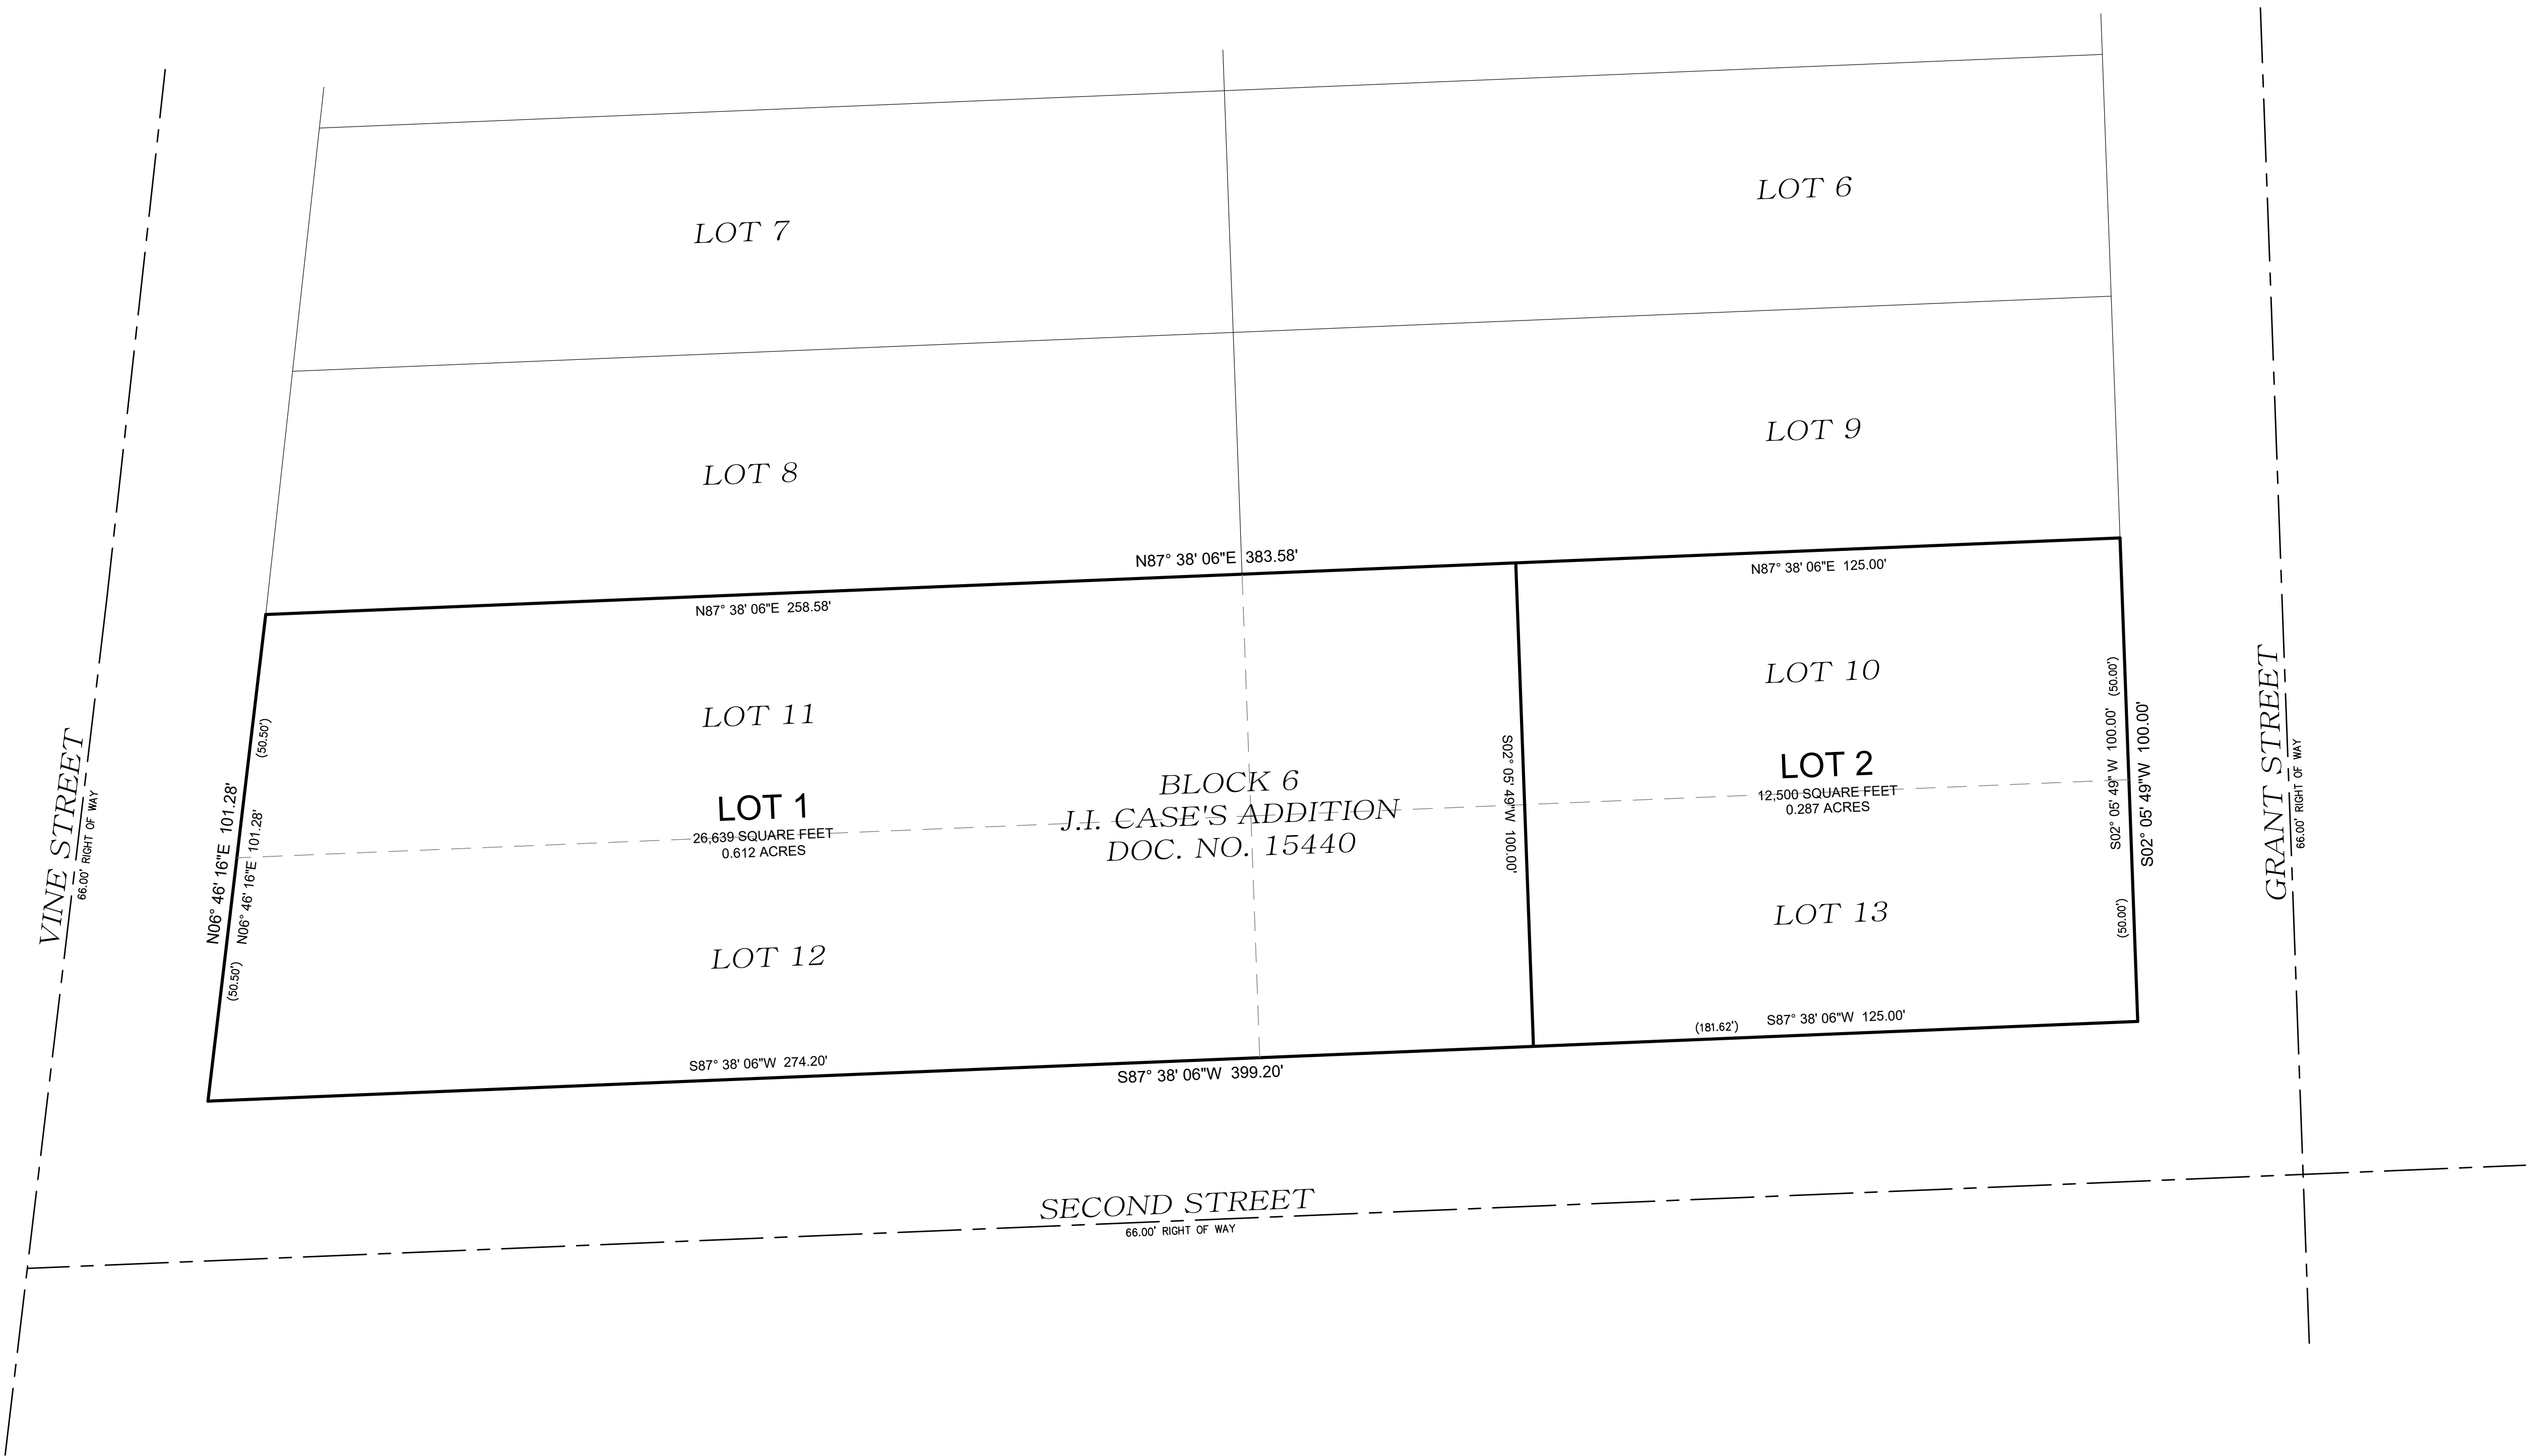 LOT 6
LOT 7
LOT 9
LOT 8
N87° 38' 06"E 383.58'
N87° 38' 06"E 125.00'
N87° 38' 06"E 258.58'
LOT 10
(50.00')
LOT 11
(50.50')
S02° 05' 49"W 100.00'
S02° 05' 49" W 100.00'
S02° 05' 49"W 100.00'
GRANT STREET
66.00' RIGHT OF WAY
VINE STREET
66.00' RIGHT OF WAY
N06° 46' 16"E 101.28'
N06° 46' 16"E 101.28'
LOT 1
26,639 SQUARE FEET
0.612 ACRES
BLOCK 6
J.I. CASE'S ADDITION
DOC. NO. 15440
LOT 2
12,500 SQUARE FEET
0.287 ACRES
LOT 13
(50.00')
LOT 12
(50.50')
(181.62')
S87° 38' 06"W 125.00'
S87° 38' 06"W 274.20'
S87° 38' 06"W 399.20'
SECOND STREET
66.00' RIGHT OF WAY